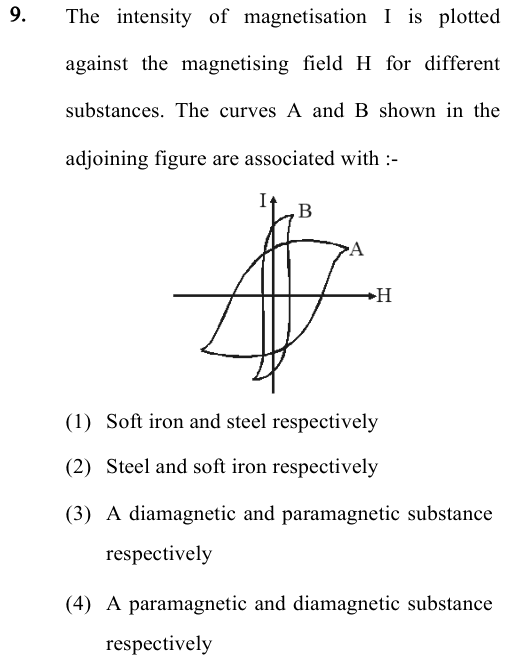 9. The intensity of magnetisation I is plotted
against the magnetising field H for different
substances. The curves A and B shown in the
adjoining figure are associated with :-
I
B
A
H
(1) Soft iron and steel respectively
(2) Steel and soft iron respectively
(3) A diamagnetic and paramagnetic substance
respectively
(4) A paramagnetic and diamagnetic substance
respectively